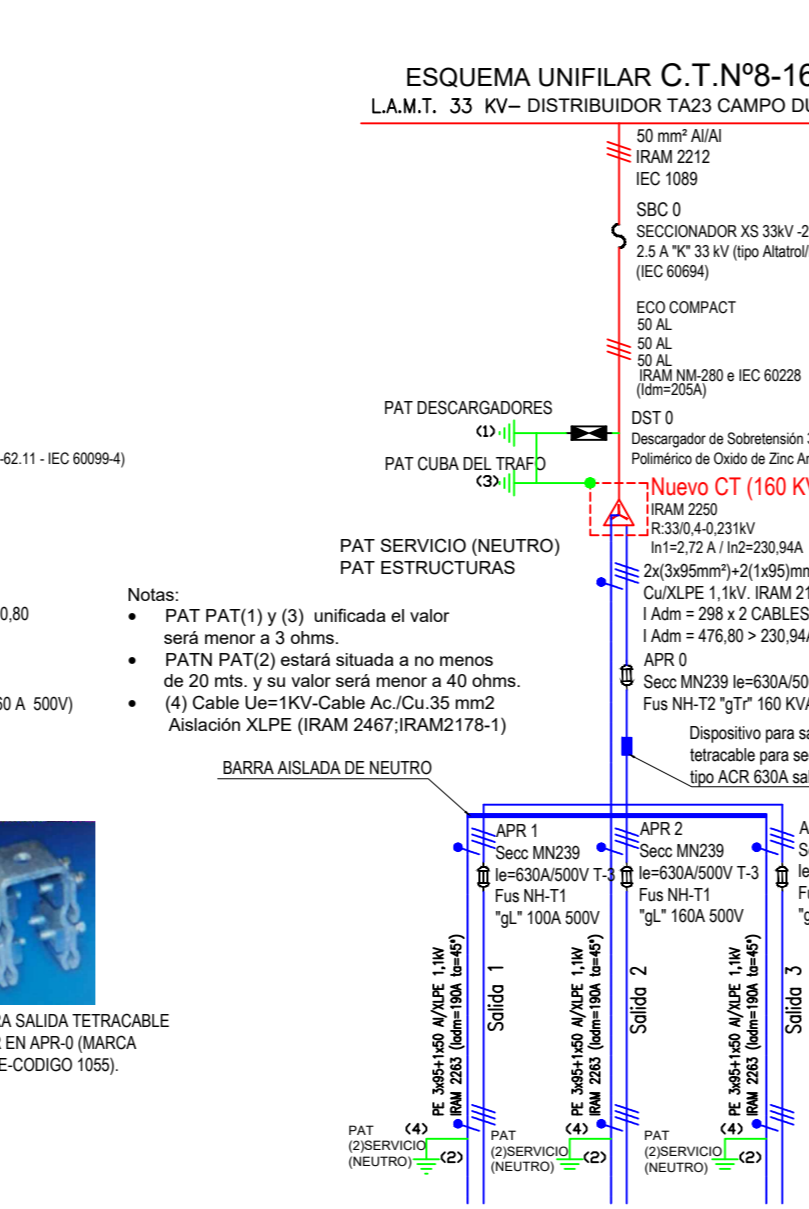 ESQUEMA UNIFILAR C.T.Nº8-16
L.A.M.T. 33 KV– DISTRIBUIDOR TA23 CAMPO DU
50 mm² Al/Al
IRAM 2212
IEC 1089
SBC 0
SECCIONADOR XS 33kV -2
2.5 A "K" 33 kV (tipo Altatrol/
(IEC 60694)
ECO COMPACT
50 AL
50 AL
50 AL
IRAM NM-280 e IEC 60228
(Idm=205A)
PAT DESCARGADORES
(1)
DST 0
Descargador de Sobretensión 3
Polimérico de Oxido de Zinc An
-62.11 - IEC 60099-4)
PAT CUBA DEL TRAFO
(3)
Nuevo CT (160 KV
IRAM 2250
R:33/0,4-0,231kV
In1=2,72 A / In2=230,94A
PAT SERVICIO (NEUTRO)
PAT ESTRUCTURAS
2x(3x95mm²)+2(1x95)mm
Cu/XLPE 1,1kV. IRAM 21
I Adm = 298 x 2 CABLES
I Adm = 476,80 > 230,94A
0,80
Notas:
• PAT PAT(1) y (3) unificada el valor
será menor a 3 ohms.
• PATN PAT(2) estará situada a no menos
de 20 mts. y su valor será menor a 40 ohms.
• (4) Cable Ue=1KV-Cable Ac./Cu.35 mm2
Aislación XLPE (IRAM 2467;IRAM2178-1)
60 A 500V)
APR 0
Secc MN239 Ie=630A/50
Fus NH-T2 "gTr" 160 KVA
Dispositivo para sa
tetracable para sec
tipo ACR 630A sal
BARRA AISLADA DE NEUTRO
APR 1
Secc MN239
Ie=630A/500V T-3
Fus NH-T1
"gL" 100A 500V
APR 2
Secc MN239
Ie=630A/500V T-3
Fus NH-T1
"gL" 160A 500V
A
Se
Ie
Fu
"g
PE 3x95+1x50 Al/XLPE 1,1kV
IRAM 2263 (Iadm=190A ta=45°)
Salida 1
PE 3x95+1x50 Al/XLPE 1,1kV
IRAM 2263 (Iadm=190A ta=45°)
Salida 2
PE 3x95+1x50 Al/XLPE 1,1kV
IRAM 2263 (Iadm=190A ta=45°)
Salida 3
RA SALIDA TETRACABLE
R EN APR-0 (MARCA
E-CODIGO 1055).
PAT
(2)SERVICIO
(NEUTRO)
(4)
(2)
PAT
(2)SERVICIO
(NEUTRO)
(4)
(2)
PAT
(2)SERVICIO
(NEUTRO)
(4)
(2)